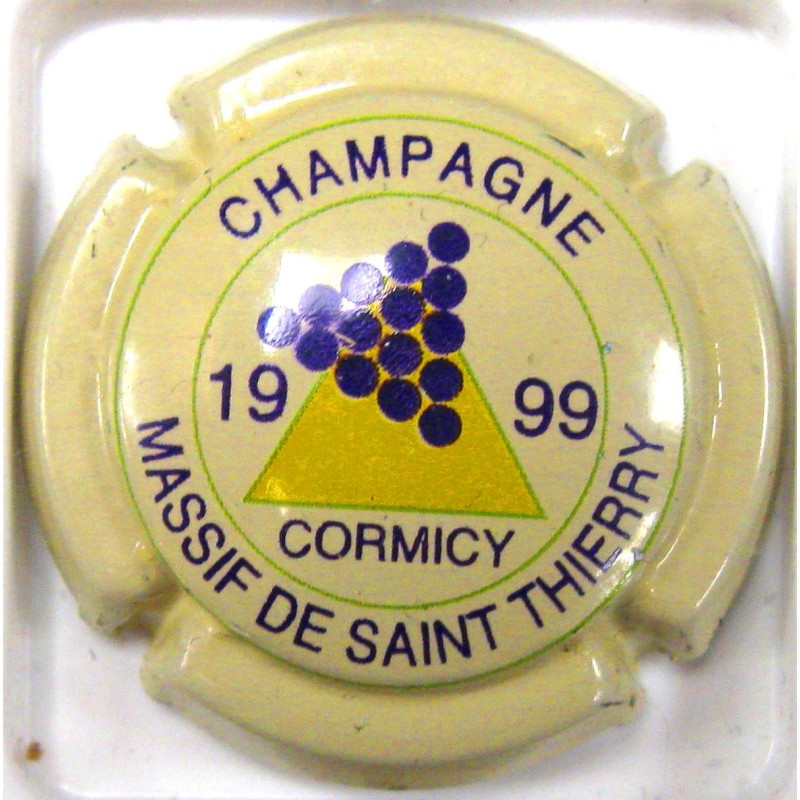 CHAMPAGNE
19 99
CORMICY
MASSIF DE SAINT THIERRY